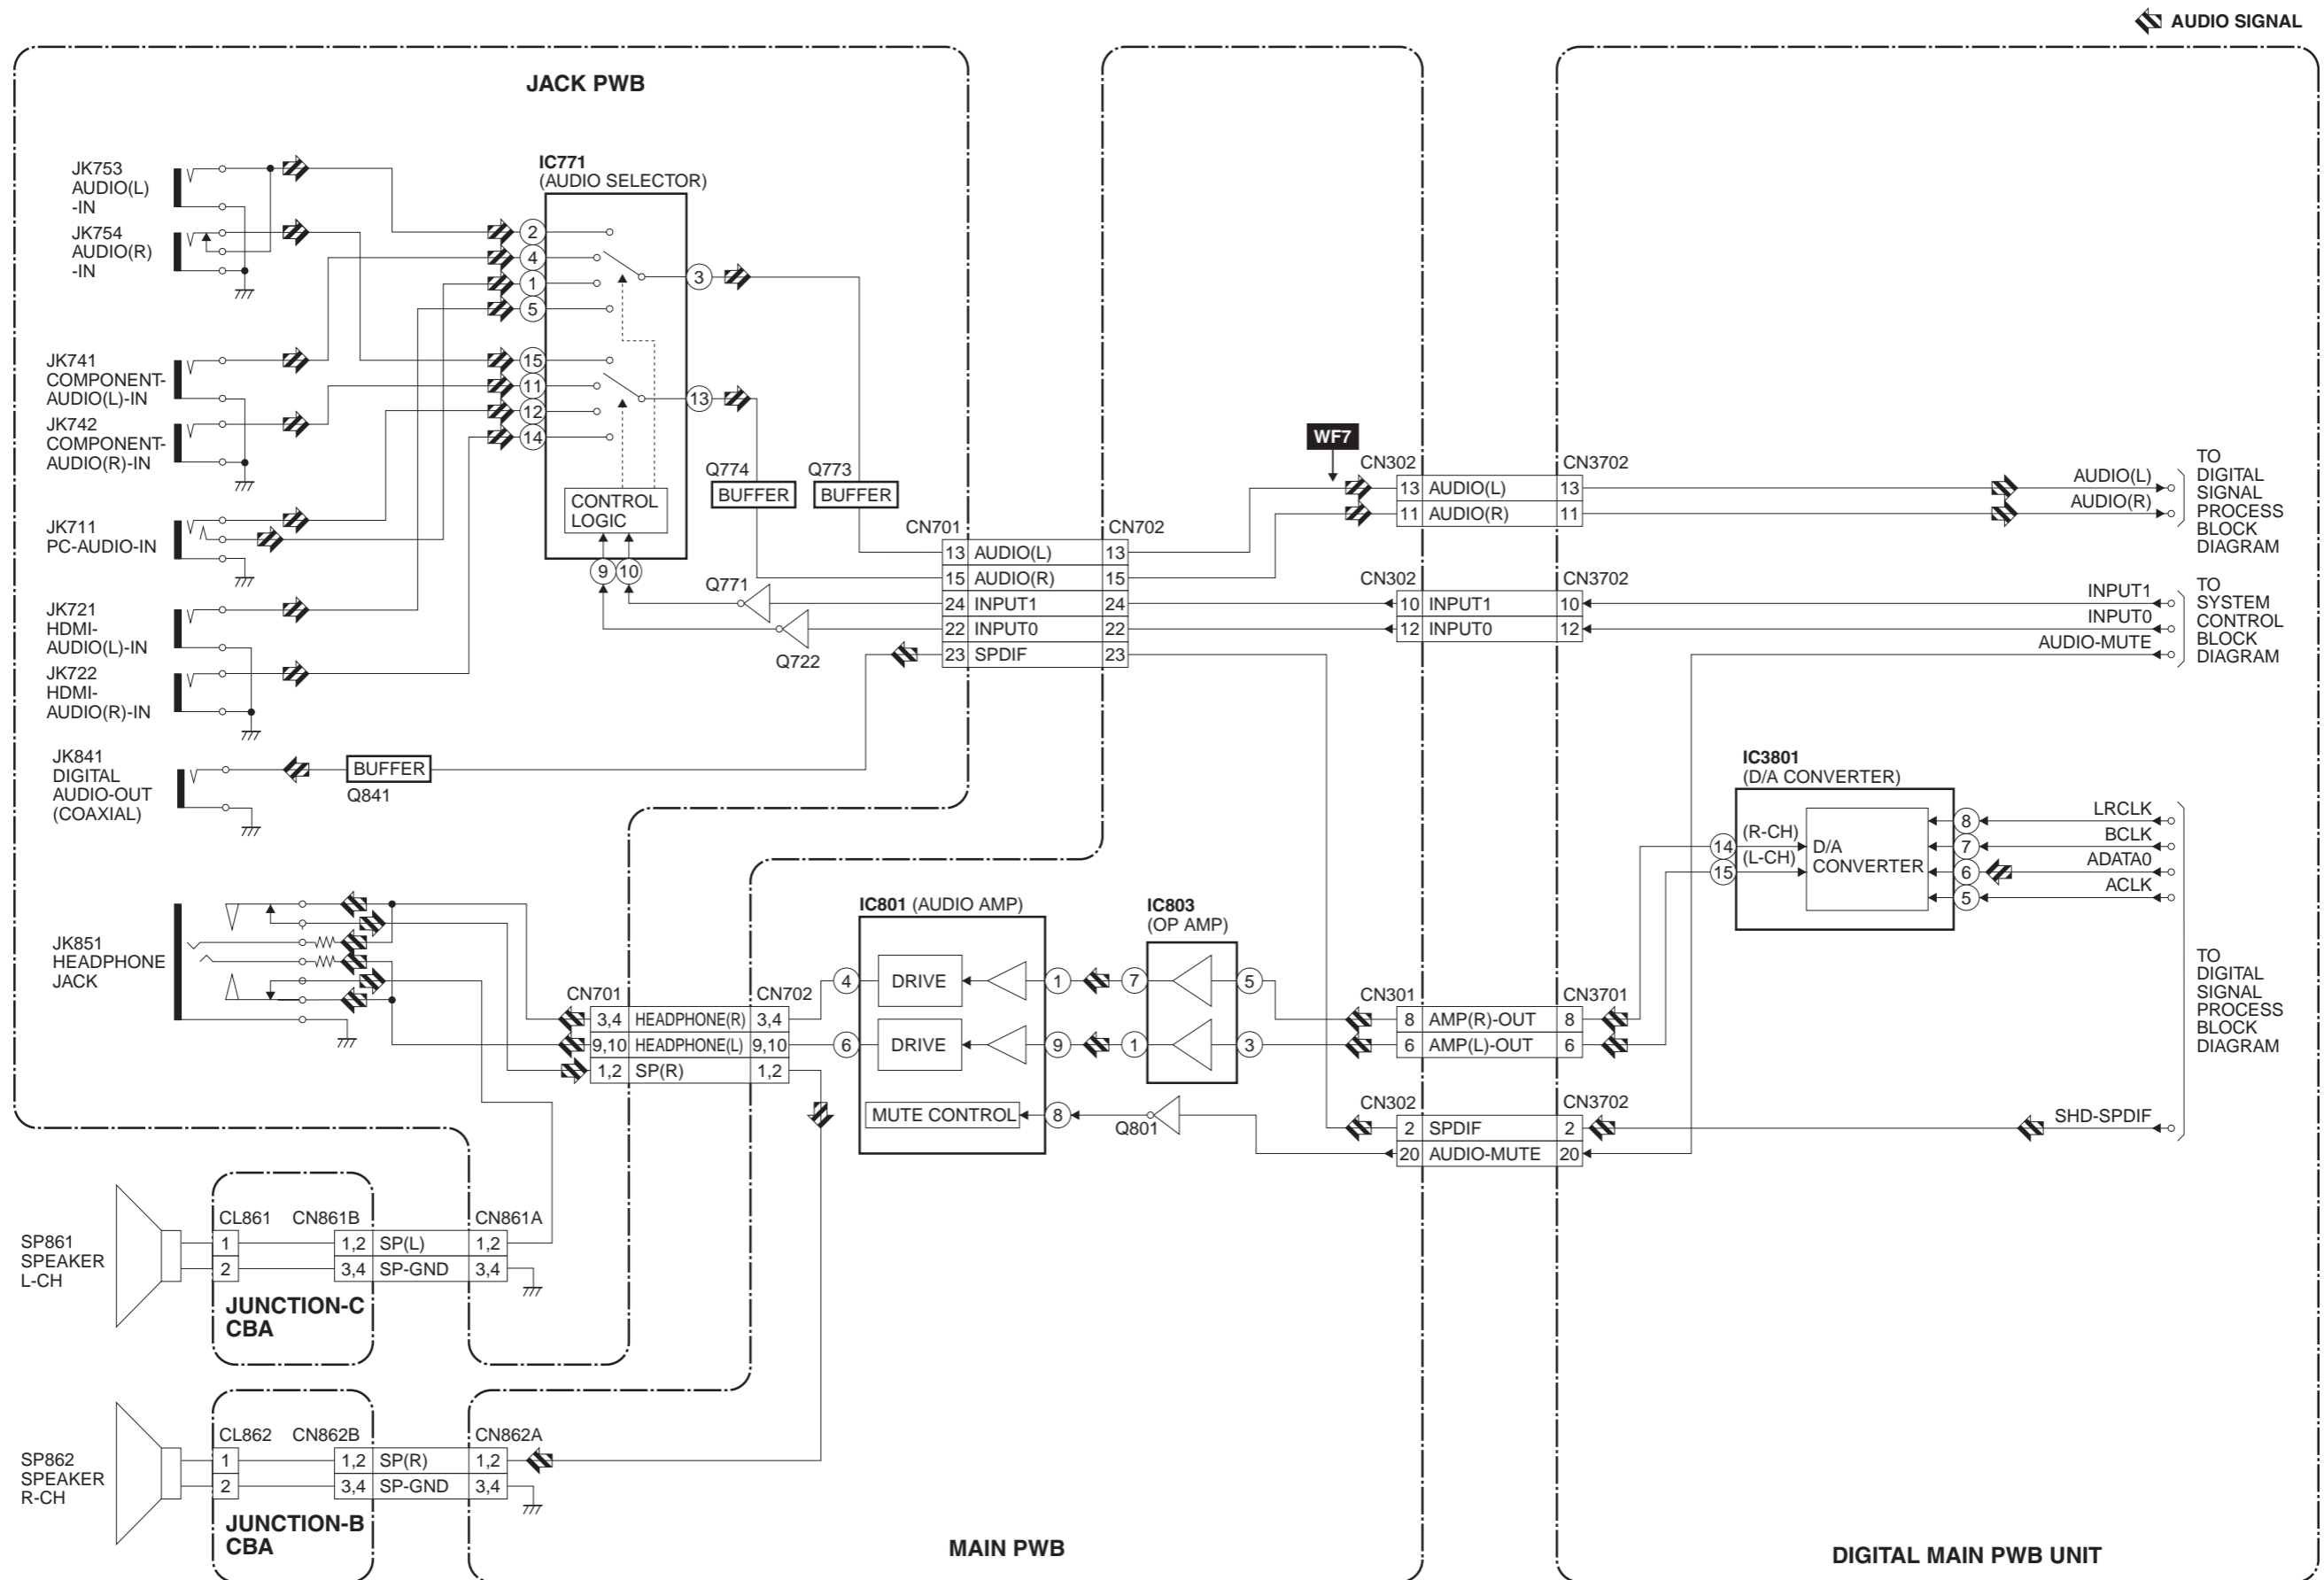 AUDIO SIGNAL
JACK PWB
JK753
AUDIO(L)
-IN
JK754
AUDIO(R)
-IN
JK741
COMPONENT-
AUDIO(L)-IN
JK742
COMPONENT-
AUDIO(R)-IN
JK711
PC-AUDIO-IN
JK721
HDMI-
AUDIO(L)-IN
JK722
HDMI-
AUDIO(R)-IN
JK841
DIGITAL
AUDIO-OUT
(COAXIAL)
BUFFER
Q841
JK851
HEADPHONE
JACK
IC771
(AUDIO SELECTOR)
2
4
1
5
15
11
12
14
3
13
CONTROL
LOGIC
9 10
Q774
BUFFER
Q773
BUFFER
Q771
Q722
CN701 CN702
13 AUDIO(L) 13
15 AUDIO(R) 15
24 INPUT1 24
22 INPUT0 22
23 SPDIF 23
WF7
CN302 CN3702
13 AUDIO(L) 13
11 AUDIO(R) 11
CN302 CN3702
10 INPUT1 10
12 INPUT0 12
AUDIO(L)
AUDIO(R)
TO
DIGITAL
SIGNAL
PROCESS
BLOCK
DIAGRAM
INPUT1
INPUT0
AUDIO-MUTE
TO
SYSTEM
CONTROL
BLOCK
DIAGRAM
IC3801
(D/A CONVERTER)
14 (R-CH)
15 (L-CH)
D/A
CONVERTER
8
7
6
5
LRCLK
BCLK
ADATA0
ACLK
TO
DIGITAL
SIGNAL
PROCESS
BLOCK
DIAGRAM
SHD-SPDIF
CN701 CN702
3,4 HEADPHONE(R) 3,4
9,10 HEADPHONE(L) 9,10
1,2 SP(R) 1,2
IC801 (AUDIO AMP)
4 DRIVE 1
6 DRIVE 9
MUTE CONTROL 8
IC803
(OP AMP)
7 5
1 3
Q801
CN301 CN3701
8 AMP(R)-OUT 8
6 AMP(L)-OUT 6
CN302 CN3702
2 SPDIF 2
20 AUDIO-MUTE 20
SP861
SPEAKER
L-CH
CL861 CN861B CN861A
1 1,2 SP(L) 1,2
2 3,4 SP-GND 3,4
JUNCTION-C
CBA
SP862
SPEAKER
R-CH
CL862 CN862B CN862A
1 1,2 SP(R) 1,2
2 3,4 SP-GND 3,4
JUNCTION-B
CBA
MAIN PWB
DIGITAL MAIN PWB UNIT